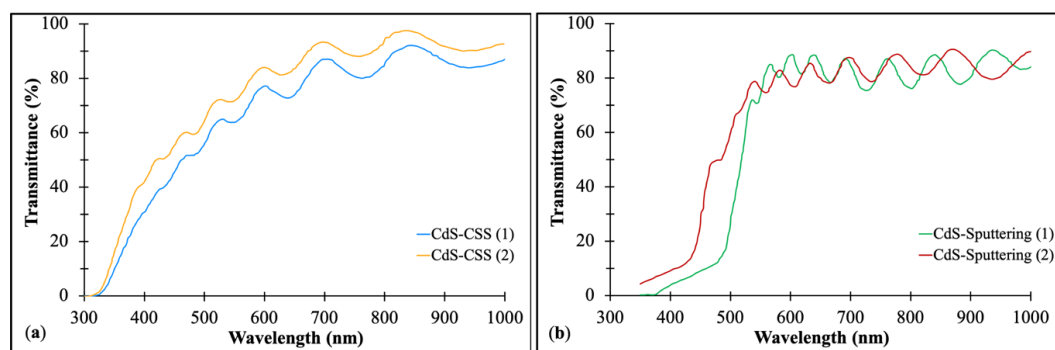 100
80
60
40
20
0
Transmittance (%)
CdS-CSS (1)
CdS-CSS (2)
300 400 500 600 700 800 900 1000
(a)
Wavelength (nm)
100
80
60
40
20
0
Transmittance (%)
CdS-Sputtering (1)
CdS-Sputtering (2)
300 400 500 600 700 800 900 1000
(b)
Wavelength (nm)